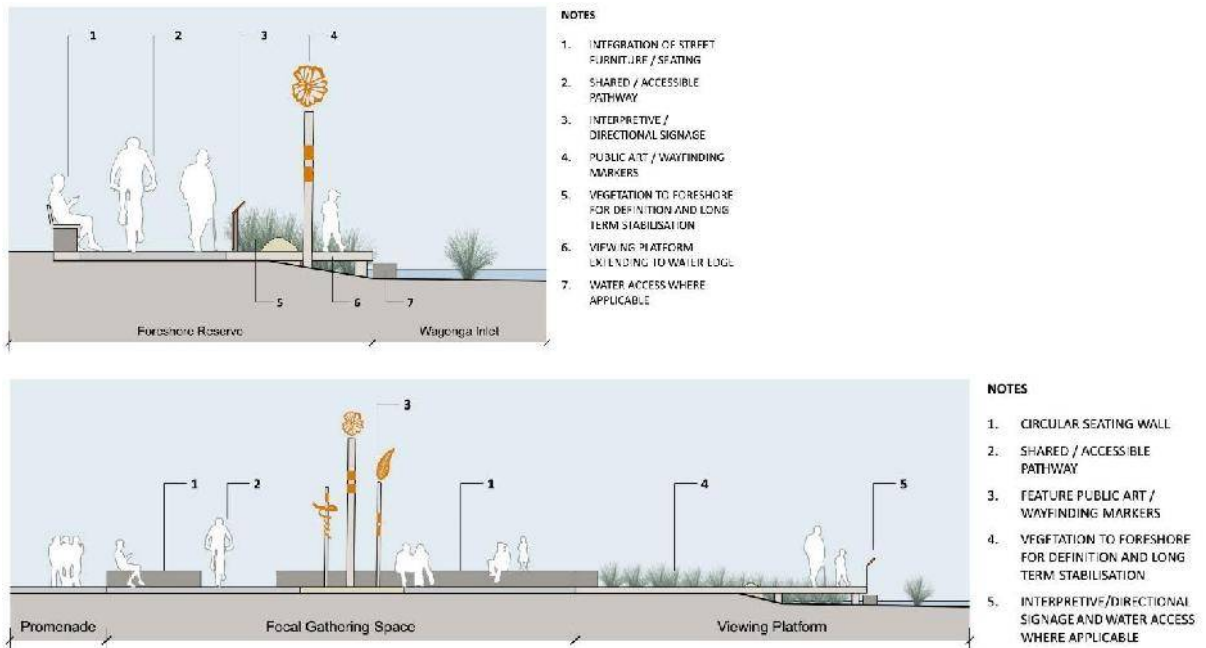 1
2
3
4
5
6
7
Foreshore Reserve
Wagonga Inlet
NOTES
1. INTEGRATION OF STREET
FURNITURE / SEATING
2. SHARED / ACCESSIBLE
PATHWAY
3. INTERPRETIVE /
DIRECTIONAL SIGNAGE
4. PUBLIC ART / WAYFINDING
MARKERS
5. VEGETATION TO FORESHORE
FOR DEFINITION AND LONG
TERM STABILISATION
6. VIEWING PLATFORM
EXTENDING TO WATER EDGE
7. WATER ACCESS WHERE
APPLICABLE
3
1
2
1
4
5
Promenade
Focal Gathering Space
Viewing Platform
NOTES
1. CIRCULAR SEATING WALL
2. SHARED / ACCESSIBLE
PATHWAY
3. FEATURE PUBLIC ART /
WAYFINDING MARKERS
4. VEGETATION TO FORESHORE
FOR DEFINITION AND LONG
TERM STABILISATION
5. INTERPRETIVE/DIRECTIONAL
SIGNAGE AND WATER ACCESS
WHERE APPLICABLE